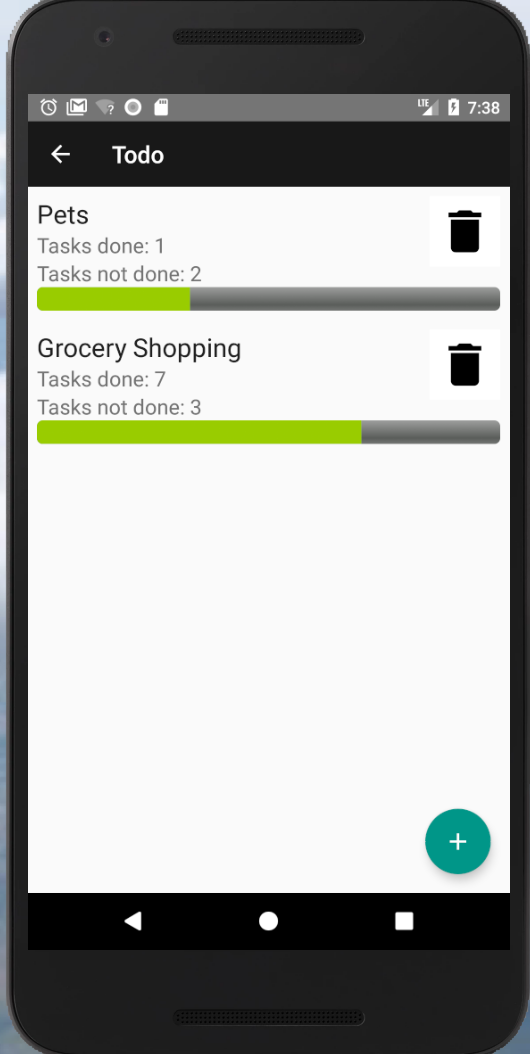 LTE 7:38
Todo
Pets
Tasks done: 1
Tasks not done: 2
Grocery Shopping
Tasks done: 7
Tasks not done: 3